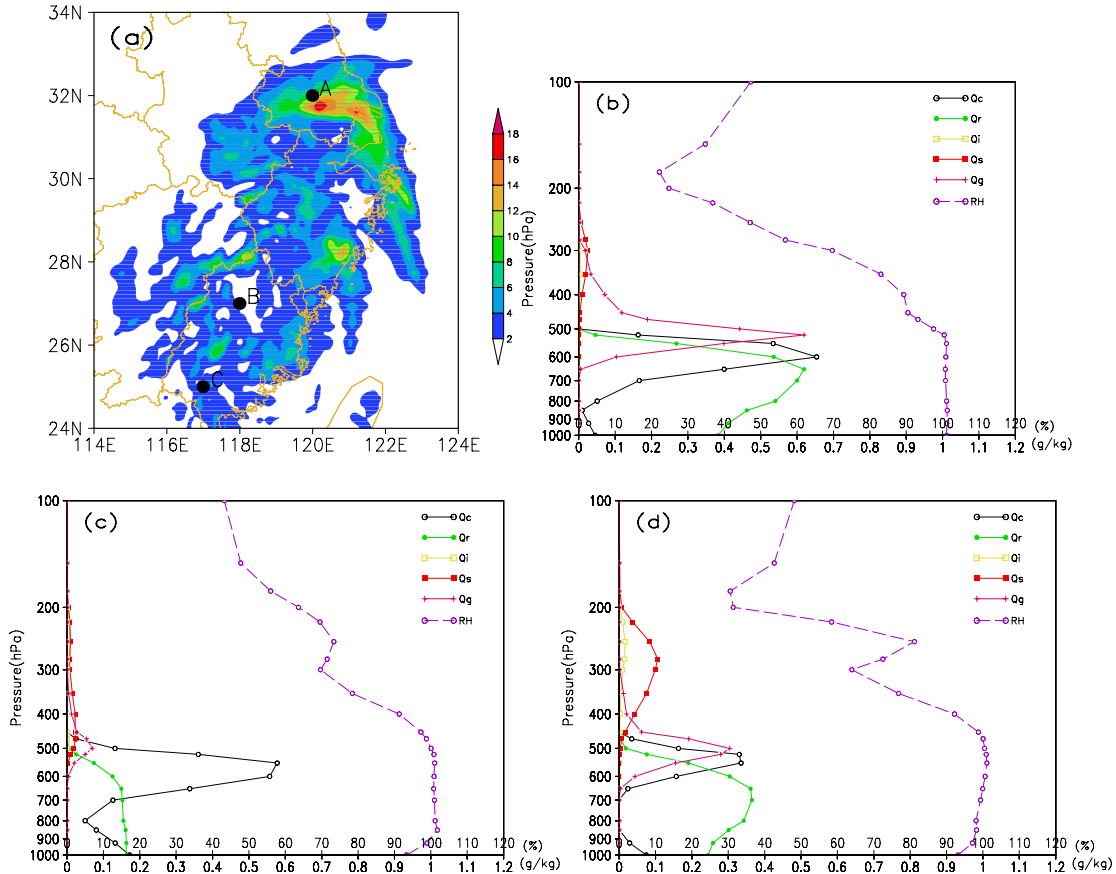 34N
(a)
A
32N
30N
28N
B
26N
C
24N
114E 116E 118E 120E 122E 124E
18
16
14
12
10
8
6
4
2
(b)
100
200
300
400
500
600
700
800
900
1000
Pressure(hPa)
Qc
Qr
Qi
Qs
Qg
RH
0 10 20 30 40 50 60 70 80 90 100 110 120 (%)
0 0.1 0.2 0.3 0.4 0.5 0.6 0.7 0.8 0.9 1 1.1 1.2 (g/kg)
(c)
100
200
300
400
500
600
700
800
900
1000
Pressure(hPa)
Qc
Qr
Qi
Qs
Qg
RH
0 10 20 30 40 50 60 70 80 90 100 110 120 (%)
0 0.1 0.2 0.3 0.4 0.5 0.6 0.7 0.8 0.9 1 1.1 1.2 (g/kg)
(d)
100
200
300
400
500
600
700
800
900
1000
Pressure(hPa)
Qc
Qr
Qi
Qs
Qg
RH
0 10 20 30 40 50 60 70 80 90 100 110 120 (%)
0 0.1 0.2 0.3 0.4 0.5 0.6 0.7 0.8 0.9 1 1.1 1.2 (g/kg)